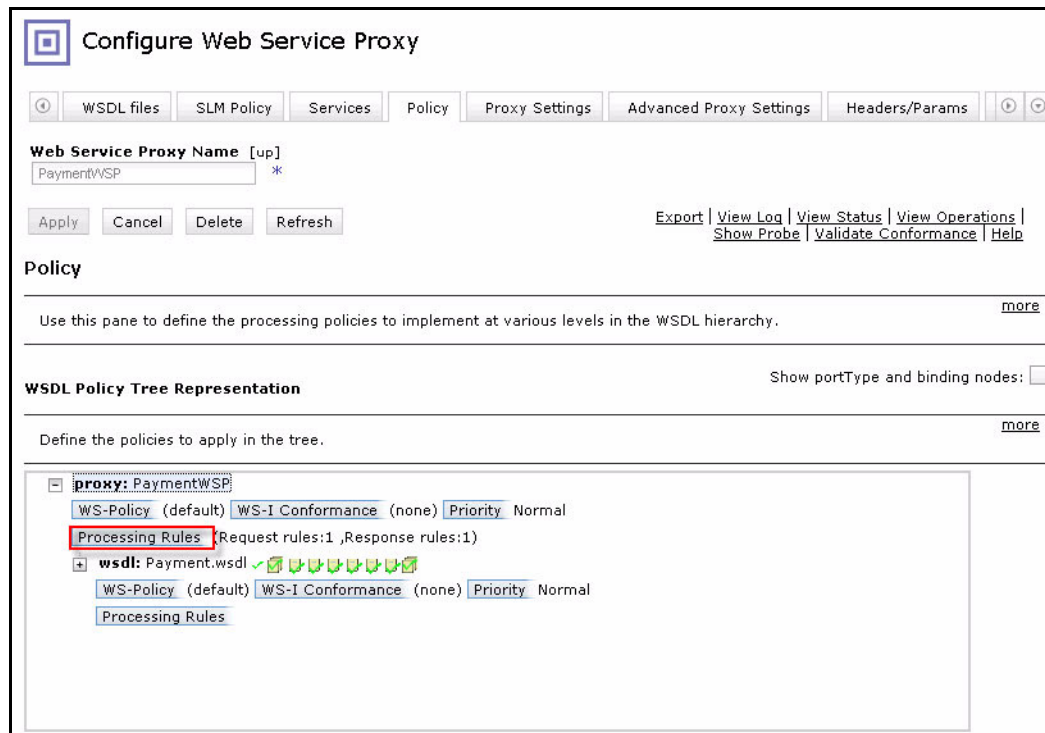 Configure Web Service Proxy
WSDL files SLM Policy Services Policy Proxy Settings Advanced Proxy Settings Headers/Params
Web Service Proxy Name [up]
PaymentWSP *
Apply Cancel Delete Refresh
Export | View Log | View Status | View Operations |
Show Probe | Validate Conformance | Help
Policy
more
Use this pane to define the processing policies to implement at various levels in the WSDL hierarchy.
Show portType and binding nodes:
WSDL Policy Tree Representation
more
Define the policies to apply in the tree.
proxy: PaymentWSP
WS-Policy (default) WS-I Conformance (none) Priority Normal
Processing Rules (Request rules:1 ,Response rules:1)
wsdl: Payment.wsdl
WS-Policy (default) WS-I Conformance (none) Priority Normal
Processing Rules